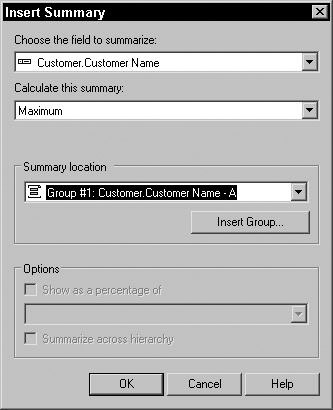 Insert Summary
Choose the field to summarize:
Customer.Customer Name
Calculate this summary:
Maximum
Summary location
Group #1: Customer.Customer Name - A
Insert Group...
Options
Show as a percentage of
Summarize across hierarchy
OK
Cancel
Help